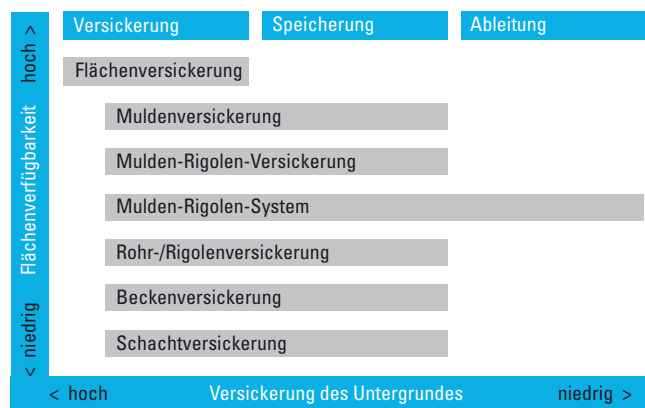 Versickerung Speicherung Ableitung
Flächenversickerung
Muldenversickerung
Mulden-Rigolen-Versickerung
Mulden-Rigolen-System
Rohr-/Rigolenversickerung
Beckenversickerung
Schachtversickerung
< niedrig Flächenverfügbarkeit hoch >
< hoch Versickerung des Untergrundes niedrig >